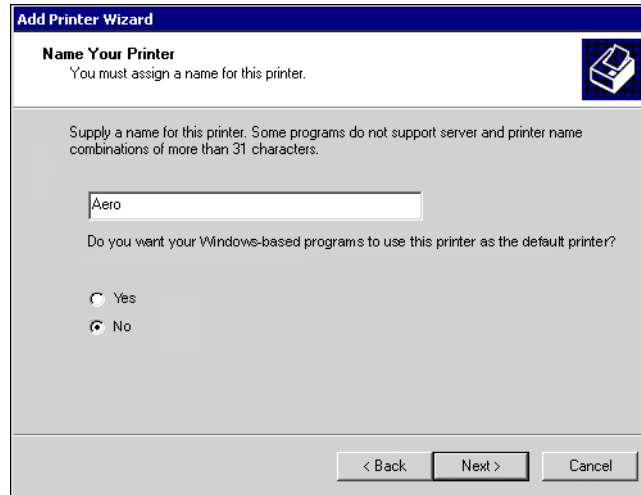 Add Printer Wizard
Name Your Printer
You must assign a name for this printer.
Supply a name for this printer. Some programs do not support server and printer name
combinations of more than 31 characters.
Aero
Do you want your Windows-based programs to use this printer as the default printer?
Yes
No
< Back Next > Cancel